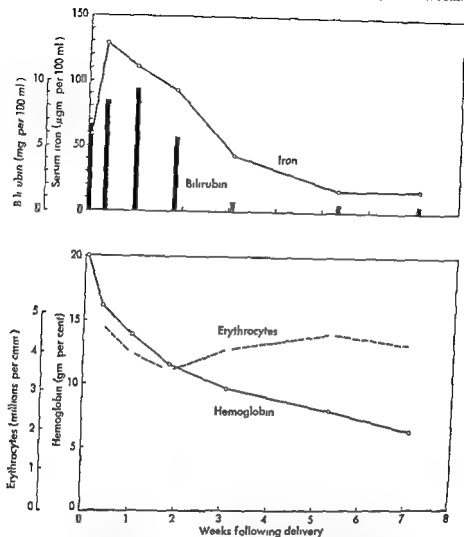 150
100
50
0
10
5
0
Bilirubin (mg per 100 ml)
Serum iron (µgm per 100 ml)
Iron
Bilirubin
20
15
10
5
0
5
4
3
2
1
0
Erythrocytes (millions per cmm)
Hemoglobin (gm per cent)
Erythrocytes
Hemoglobin
0 1 2 3 4 5 6 7 8
Weeks following delivery